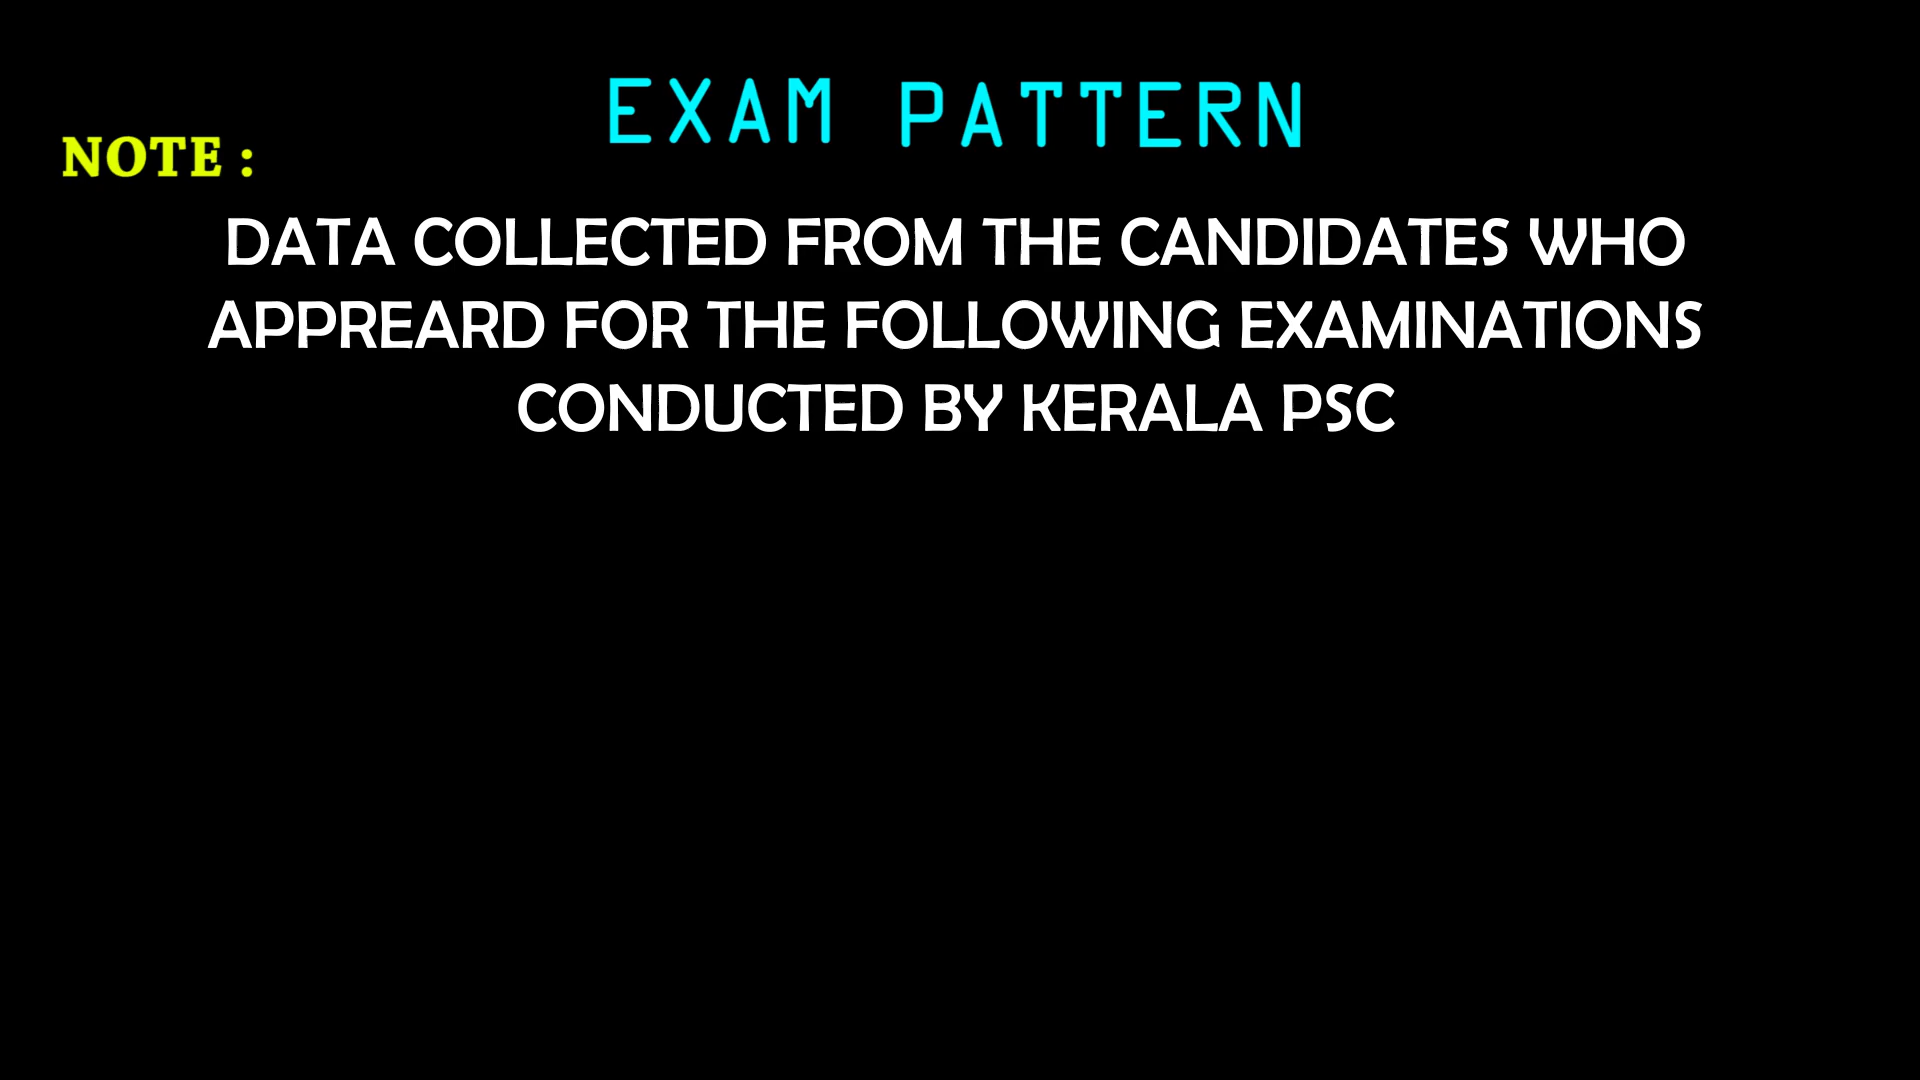 EXAM PATTERN
NOTE :
DATA COLLECTED FROM THE CANDIDATES WHO
APPREARD FOR THE FOLLOWING EXAMINATIONS
CONDUCTED BY KERALA PSC